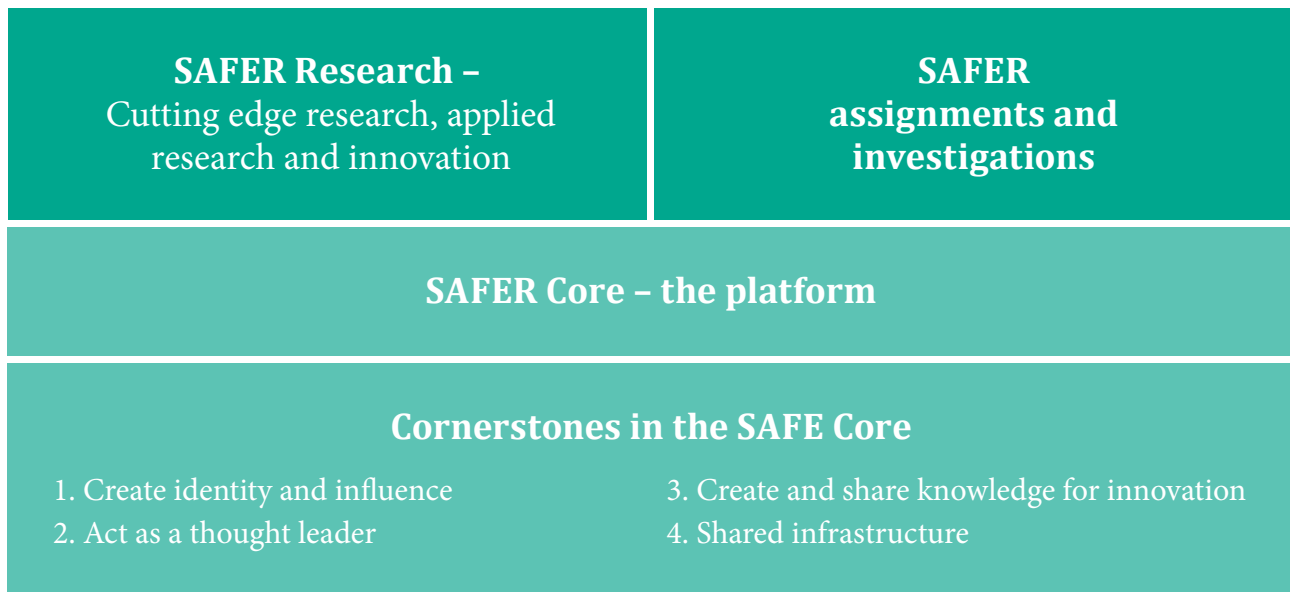 SAFER Research –
Cutting edge research, applied
research and innovation
SAFER
assignments and
investigations
SAFER Core – the platform
Cornerstones in the SAFE Core
1. Create identity and influence
2. Act as a thought leader
3. Create and share knowledge for innovation
4. Shared infrastructure